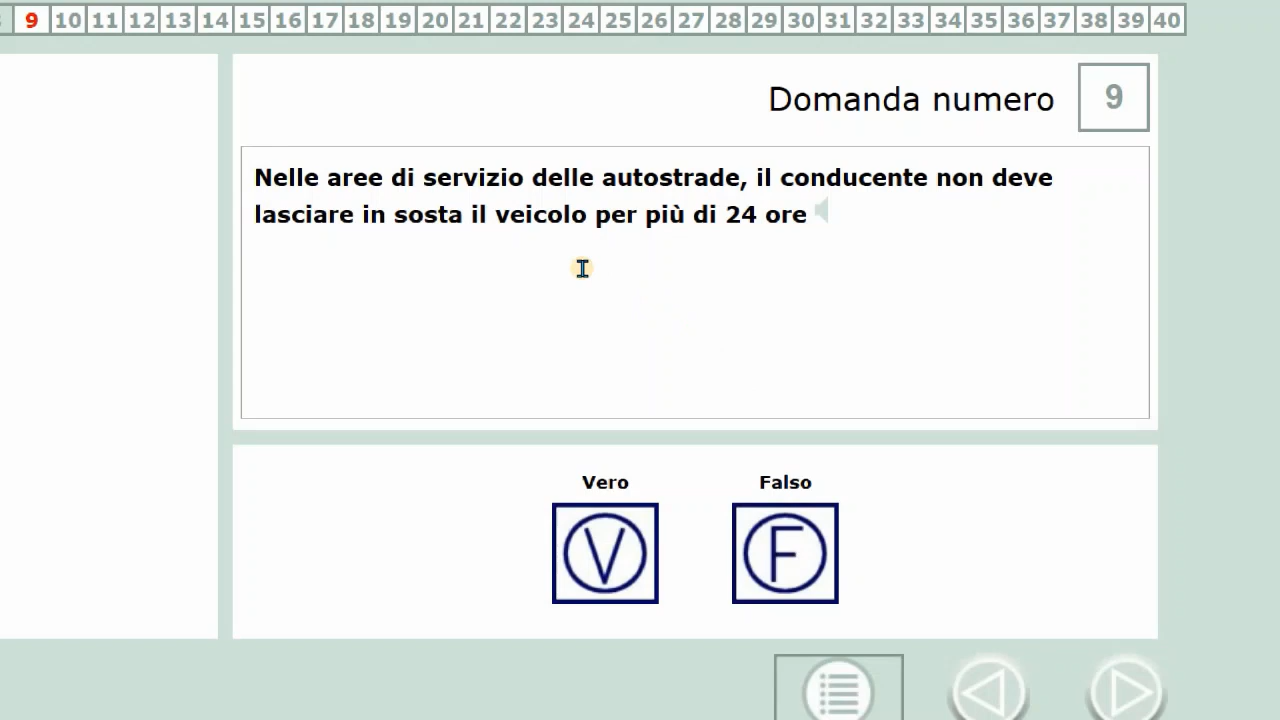 9 10 11 12 13 14 15 16 17 18 19 20 21 22 23 24 25 26 27 28 29 30 31 32 33 34 35 36 37 38 39 40
Domanda numero 9
Nelle aree di servizio delle autostrade, il conducente non deve
lasciare in sosta il veicolo per più di 24 ore
Vero Falso
V F